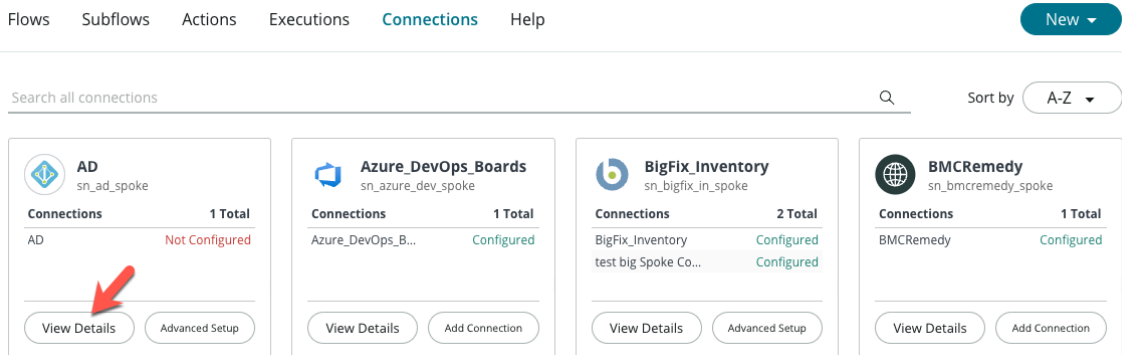 Flows Subflows Actions Executions Connections Help New
Search all connections Sort by A-Z
AD
sn_ad_spoke
Connections 1 Total
AD Not Configured
View Details Advanced Setup
Azure_DevOps_Boards
sn_azure_dev_spoke
Connections 1 Total
Azure_DevOps_B... Configured
View Details Add Connection
BigFix_Inventory
sn_bigfix_in_spoke
Connections 2 Total
BigFix_Inventory Configured
test big Spoke Co... Configured
View Details Advanced Setup
BMCRemedy
sn_bmcremedy_spoke
Connections 1 Total
BMCRemedy Configured
View Details Add Connection